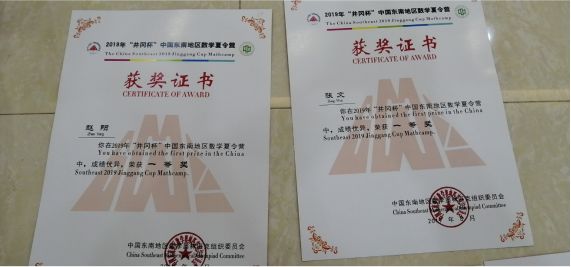 2019年“井冈杯”中国东南地区数学夏令营
The China Southeast 2019 Jinggang Cup Mathcamp
获奖证书
CERTIFICATE OF AWARD
赵明
你在2019年“井冈杯”中国东南地区数学夏令营
You have obtained the first prize in the China
中,成绩优异,荣获 一等奖
Southeast 2019 Jinggang Cup Mathcamp.
中国东南地区数学
组织委员会
China Southeast
Committee
2019年“井冈杯”中国东南地区数学夏令营
The China Southeast 2019 Jinggang Cup Mathcamp
获奖证书
CERTIFICATE OF AWARD
张文
你在2019年“井冈杯”中国东南地区数学夏令营
You have obtained the first prize in the China
中,成绩优异,荣获 一等奖
Southeast 2019 Jinggang Cup Mathcamp.
中国东南地区
组织委员会
China Southeast
Committee